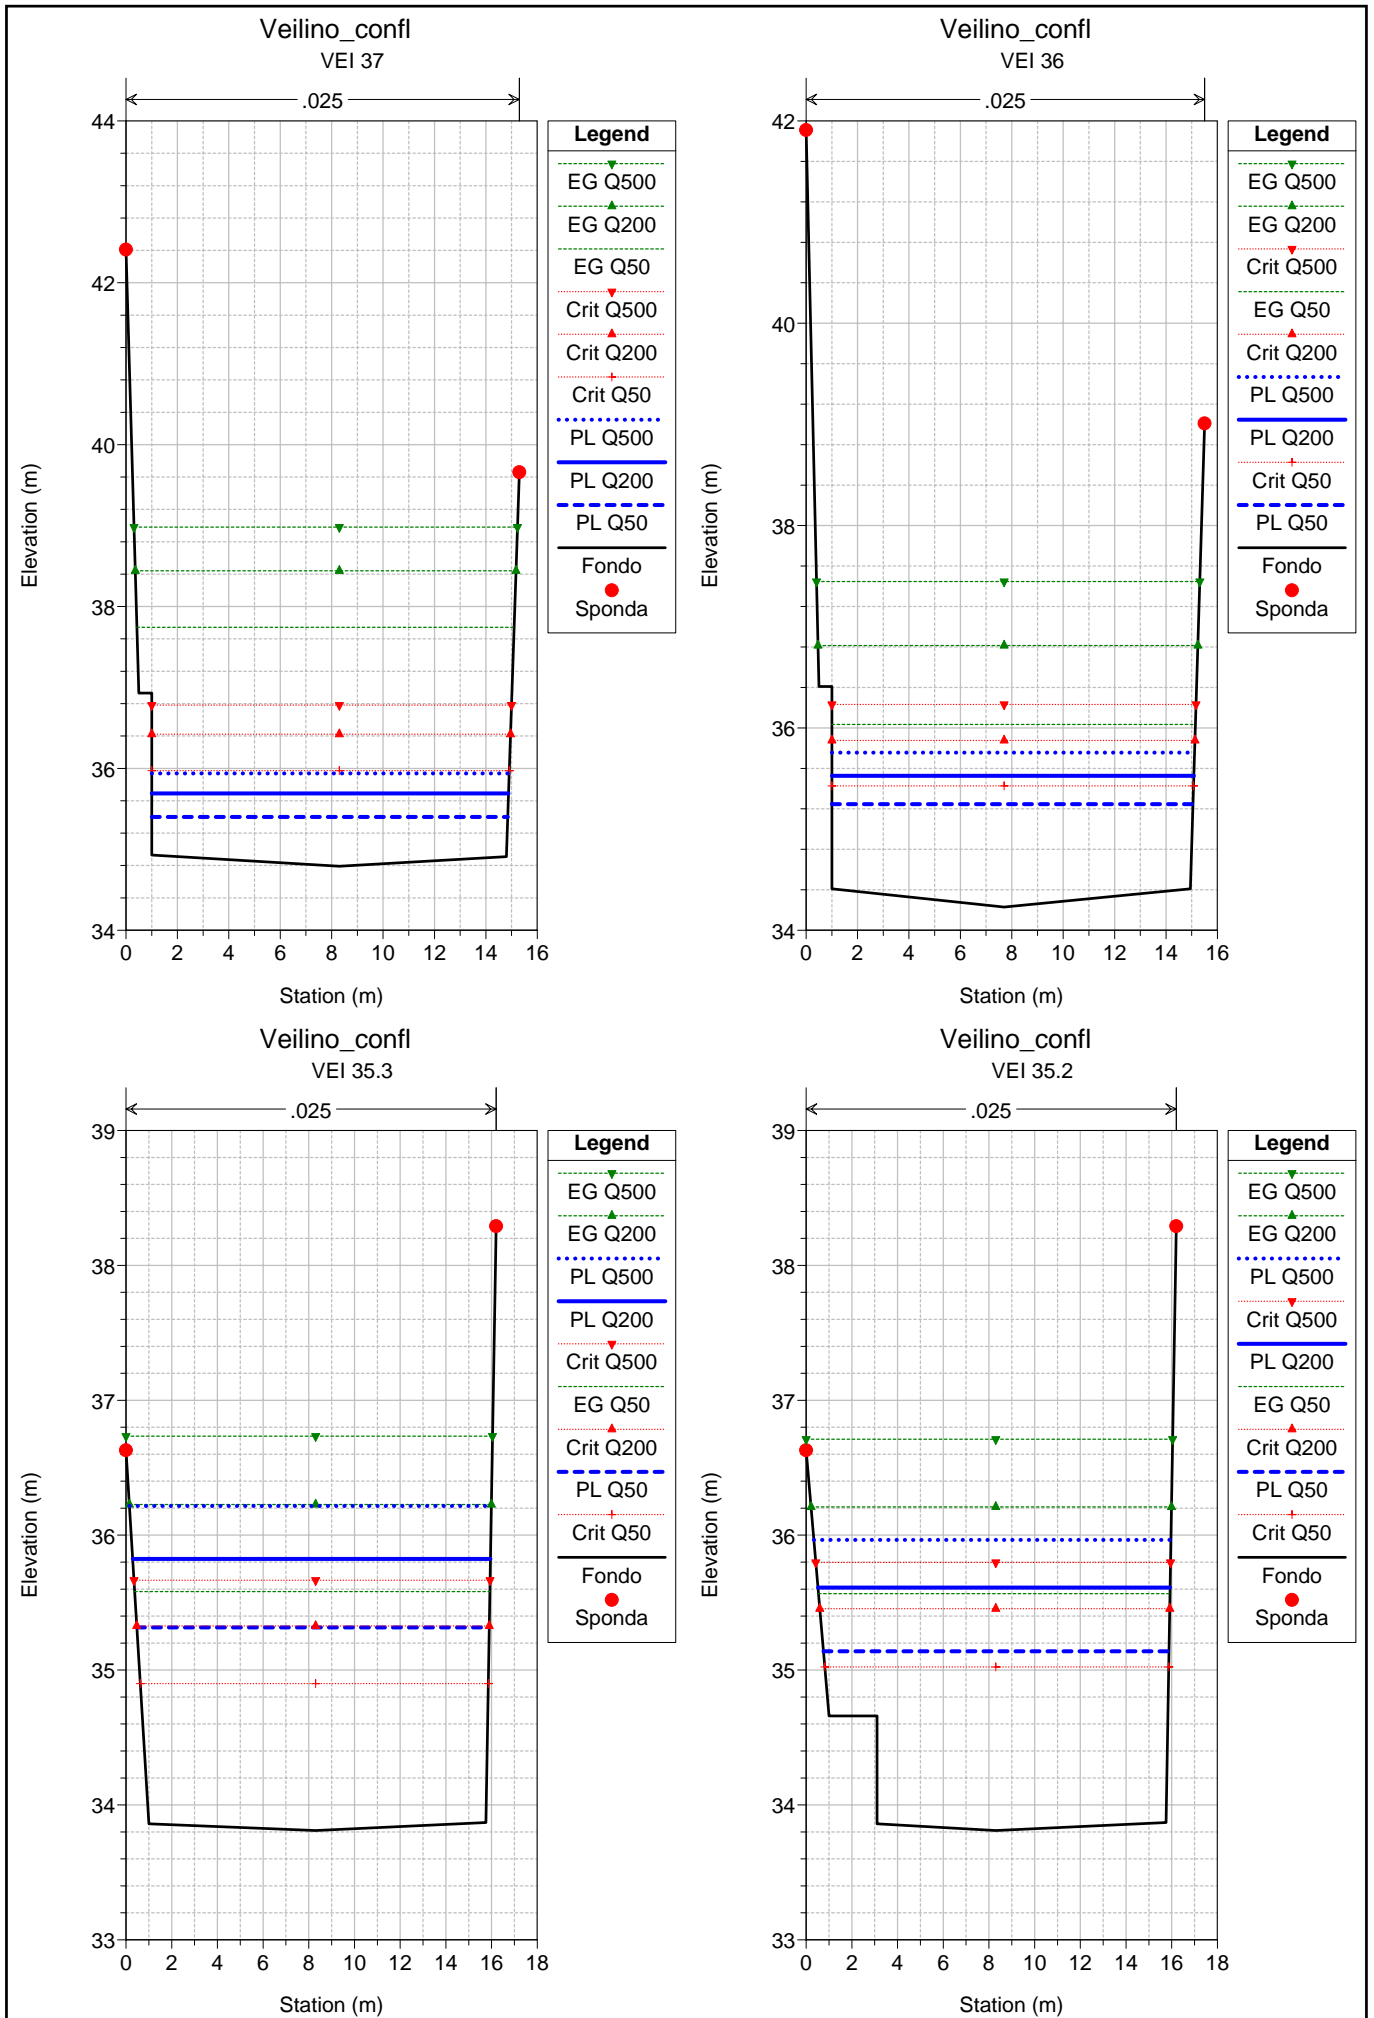 Veilino_confl
VEI 37
.025
44
42
40
38
36
34
0 2 4 6 8 10 12 14 16
Station (m)
Elevation (m)
Legend
EG Q500
EG Q200
EG Q50
Crit Q500
Crit Q200
Crit Q50
PL Q500
PL Q200
PL Q50
Fondo
Sponda
Veilino_confl
VEI 36
.025
42
40
38
36
34
0 2 4 6 8 10 12 14 16
Station (m)
Elevation (m)
Legend
EG Q500
EG Q200
Crit Q500
EG Q50
Crit Q200
PL Q500
PL Q200
Crit Q50
PL Q50
Fondo
Sponda
Veilino_confl
VEI 35.3
.025
39
38
37
36
35
34
33
0 2 4 6 8 10 12 14 16 18
Station (m)
Elevation (m)
Legend
EG Q500
EG Q200
PL Q500
PL Q200
Crit Q500
EG Q50
Crit Q200
PL Q50
Crit Q50
Fondo
Sponda
Veilino_confl
VEI 35.2
.025
39
38
37
36
35
34
33
0 2 4 6 8 10 12 14 16 18
Station (m)
Elevation (m)
Legend
EG Q500
EG Q200
PL Q500
Crit Q500
PL Q200
EG Q50
Crit Q200
PL Q50
Crit Q50
Fondo
Sponda